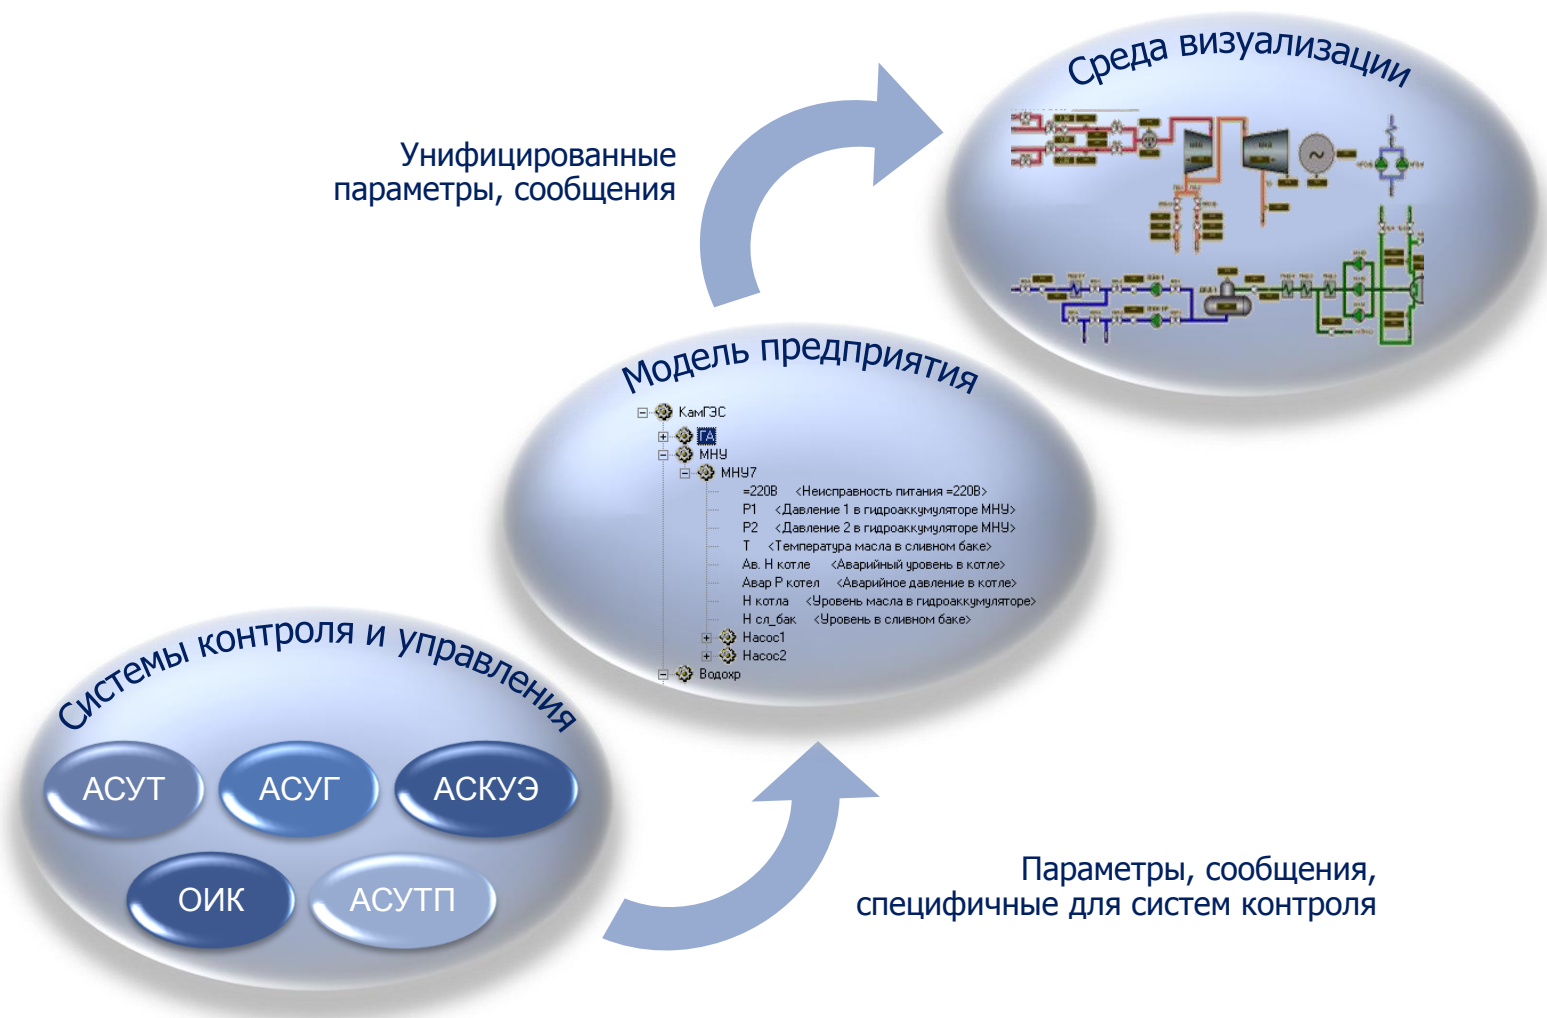 Среда визуализации
Унифицированные
параметры, сообщения
Модель предприятия
КамГЭС
ГА
МНУ
МНУ7
=220В <Неисправность питания =220В>
Р1 <Давление 1 в гидроаккумуляторе МНУ>
Р2 <Давление 2 в гидроаккумуляторе МНУ>
Т <Температура масла в сливном баке>
Ав. Н котле <Аварийный уровень в котле>
Авар Р котел <Аварийное давление в котле>
Н котла <Уровень масла в гидроаккумуляторе>
Н сл_бак <Уровень в сливном баке>
Насос1
Насос2
Водохр
Системы контроля и управления
АСУТ
АСУГ
АСКУЭ
ОИК
АСУТП
Параметры, сообщения,
специфичные для систем контроля